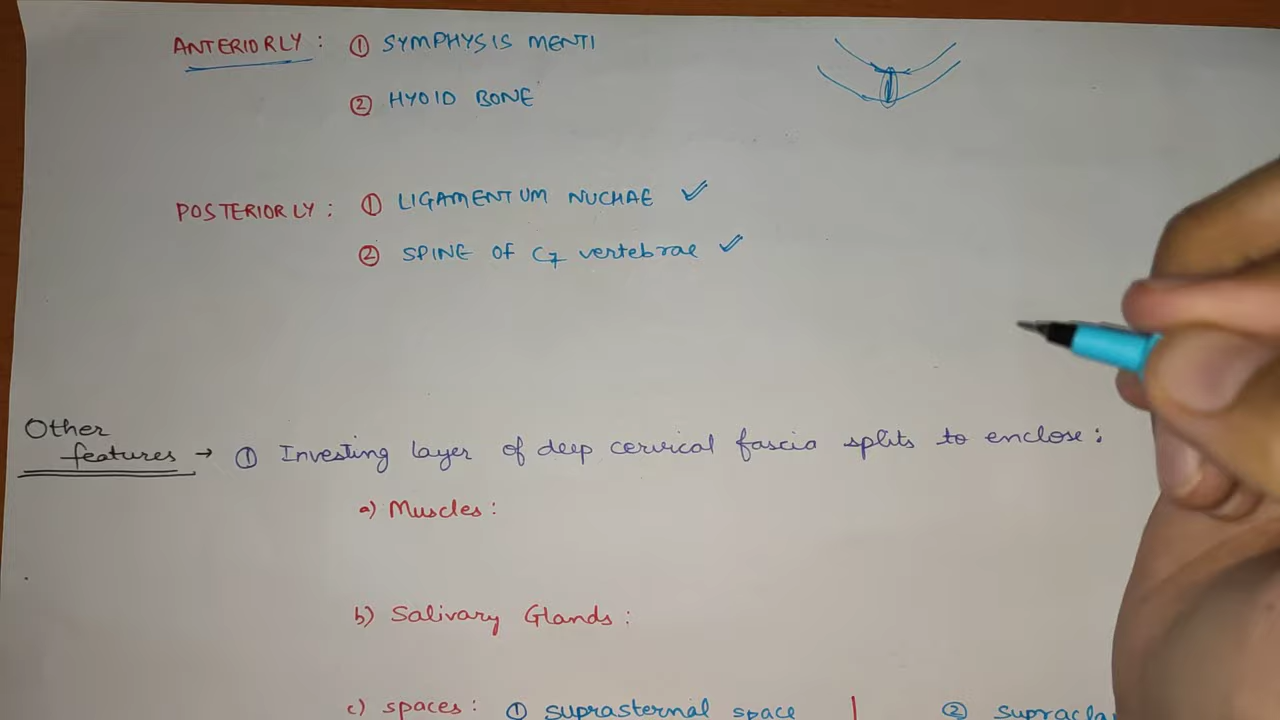 ANTERIORLY : ① SYMPHYSIS MENTI
② HYOID BONE
POSTERIORLY : ① LIGAMENTUM NUCHAE ✓
② SPINE OF C7 vertebrae ✓
Other
features → ① Investing layer of deep cervical fascia splits to enclose :
a) Muscles :
b) Salivary Glands :
c) spaces : ① suprasternal space
②